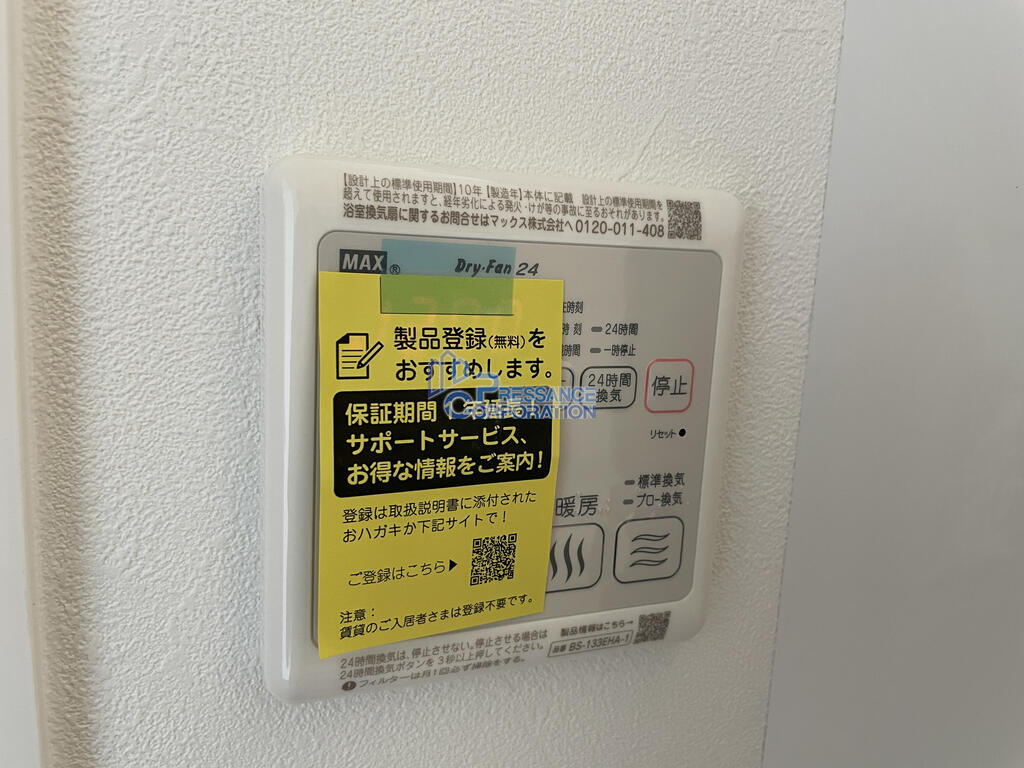 【設計上の標準使用期間】10年【製造年】本体に記載 設計上の標準使用期間を
超えて使用されますと、経年劣化による発火・けが等の事故に至るおそれがあります。
浴室換気扇に関するお問合せはマックス株式会社へ0120-011-408
MAX® Dry・Fan 24
時刻
時刻 24時間
時間 一時停止
24時間
換気
停止
リセット
標準換気
ブロー換気
暖房
製品登録(無料)を
おすすめします。
PRESSANCE
CORPORATION
保証期間
サポートサービス、
お得な情報をご案内!
登録は取扱説明書に添付された
おハガキか下記サイトで!
ご登録はこちら▶
注意:
賃貸のご入居者さまは登録不要です。
製品情報はこちら→
品番 BS-133EHA-1
24時間換気は、停止させない。停止させる場合は
24時間換気ボタンを3秒以上押してください。
フィルターは月1回必ず掃除をする。